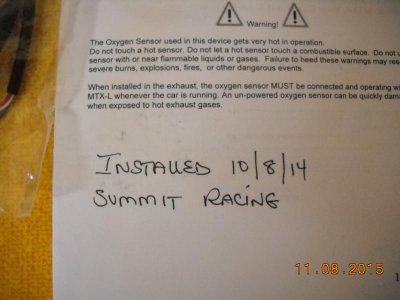 Warning!
The Oxygen Sensor used in this device gets very hot in operation.
Do not touch a hot sensor. Do not let a hot sensor touch a combustible surface. Do not
sensor with or near flammable liquids or gases. Failure to heed these warnings may
severe burns, explosions, fires, or other dangerous events.
When installed in the exhaust, the oxygen sensor MUST be connected and operating
MTX-L whenever the car is running. An un-powered oxygen sensor can be quickly
when exposed to hot exhaust gases.
INSTALLED 10/8/14
SUMMIT RACING
1
11.08.2015